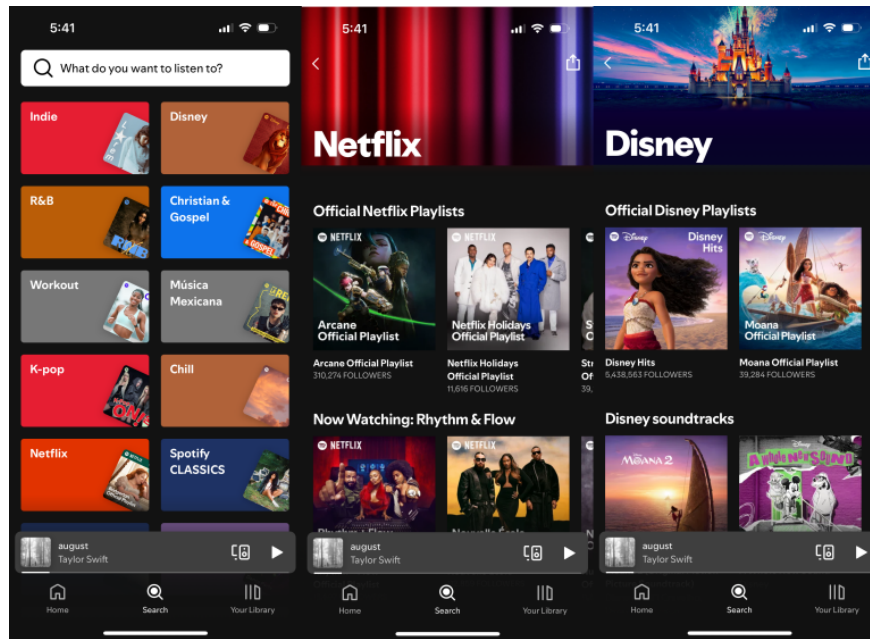 5:41
What do you want to listen to?
Indie
Disney
R&B
Christian &
Gospel
Workout
Música
Mexicana
K-pop
Chill
Netflix
Spotify
CLASSICS
august
Taylor Swift
Home
Search
Your Library
5:41
Netflix
Official Netflix Playlists
NETFLIX
Arcane
Official Playlist
NETFLIX
Netflix Holidays
Official Playlist
Arcane Official Playlist
310,274 FOLLOWERS
Netflix Holidays
Official Playlist
11,616 FOLLOWERS
39,
Now Watching: Rhythm & Flow
NETFLIX
NETFLIX
august
Taylor Swift
Home
Search
Your Library
5:41
Disney
Official Disney Playlists
Disney
Disney
Hits
Disney
Moana
Official Playlist
Disney Hits
5,438,563 FOLLOWERS
Moana Official Playlist
39,284 FOLLOWERS
Disney soundtracks
MOANA 2
Disney
A Whole New Sound
august
Taylor Swift
Home
Search
Your Library